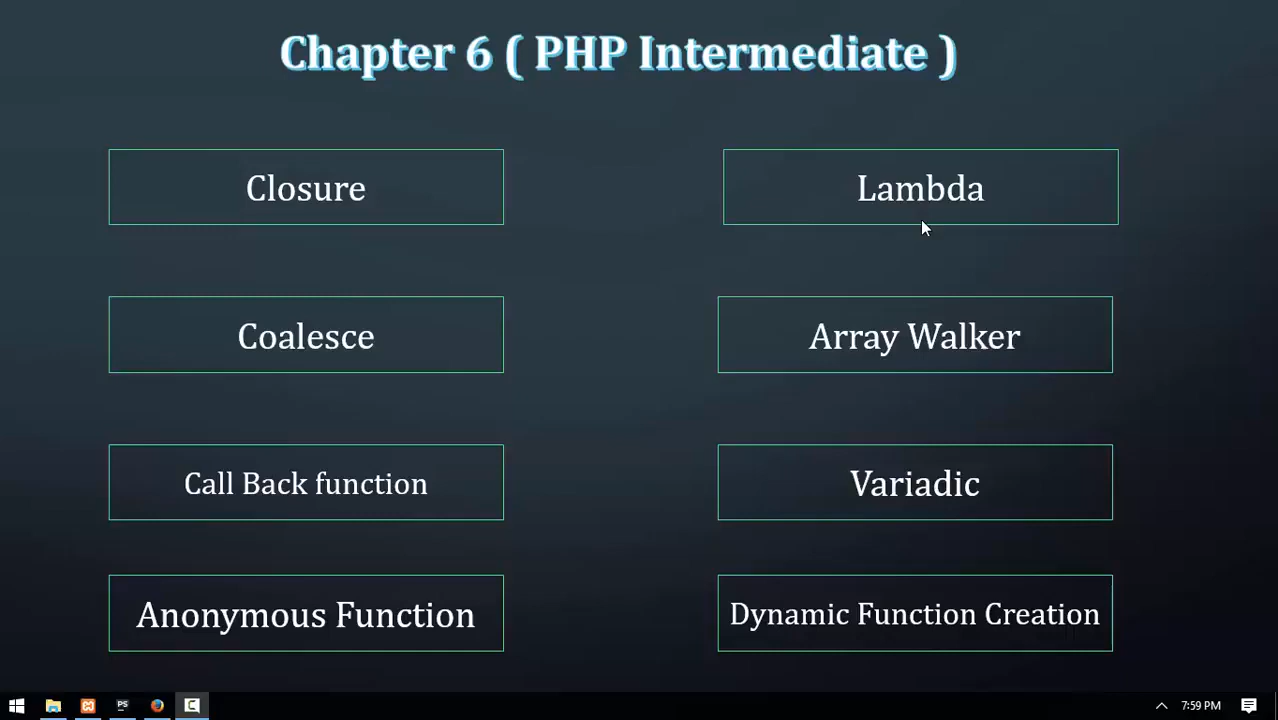 Chapter 6 ( PHP Intermediate )
Closure
Lambda
Coalesce
Array Walker
Call Back function
Variadic
Anonymous Function
Dynamic Function Creation
PS
7:59 PM